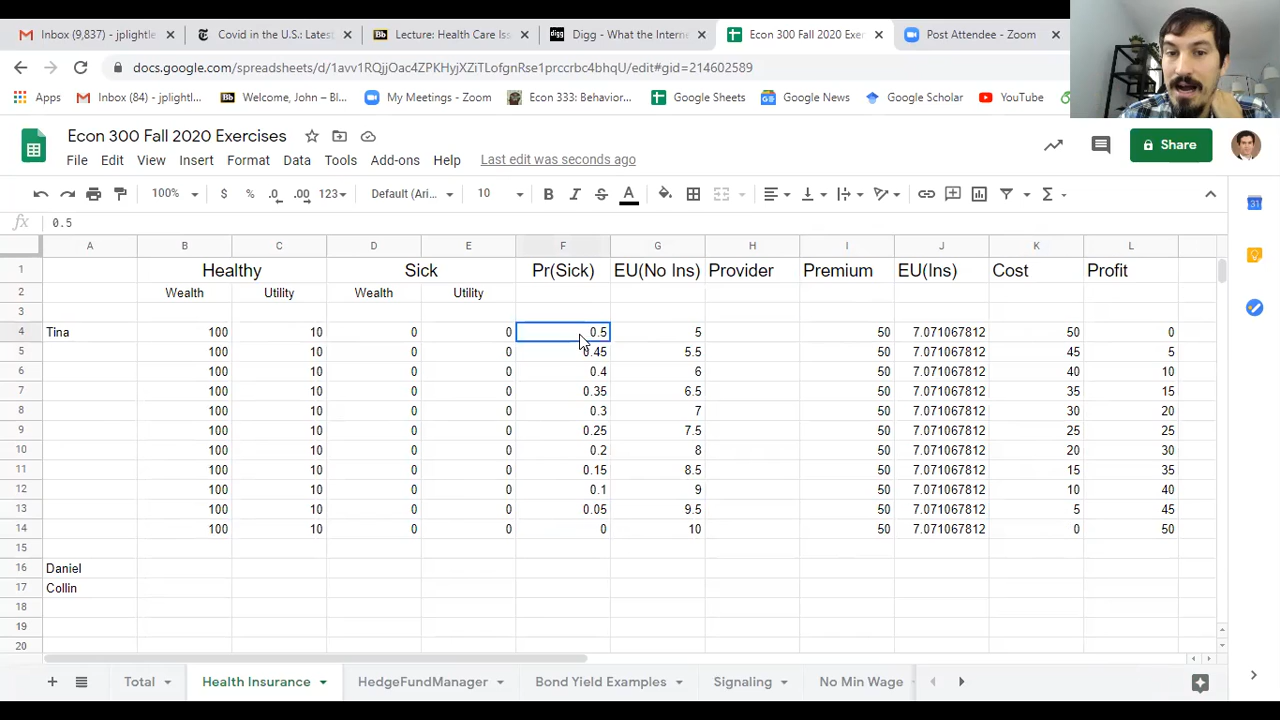 Inbox (9,837) - jplightle
Covid in the U.S.: Latest
Lecture: Health Care Iss
Digg - What the Interne
Econ 300 Fall 2020 Exer
Post Attendee - Zoom
docs.google.com/spreadsheets/d/1avv1RQjjOac4ZPKHyjXZiTLcfgnRse1prccrbc4bhqU/edit#gid=214602589
Apps Inbox (84) - jplightl... Welcome, John – Bl... My Meetings - Zoom Econ 333: Behavior... Google Sheets Google News Google Scholar YouTube
Econ 300 Fall 2020 Exercises
File Edit View Insert Format Data Tools Add-ons Help Last edit was seconds ago
Share
100% $ % .0 .00 123 Default (Ari... 10 B I S A
fx 0.5
A B C D E F G H I J K L
1 Healthy Sick Pr(Sick) EU(No Ins) Provider Premium EU(Ins) Cost Profit
2 Wealth Utility Wealth Utility
3
4 Tina 100 10 0 0 0.5 5 50 7.071067812 50 0
5 100 10 0 0 0.45 5.5 50 7.071067812 45 5
6 100 10 0 0 0.4 6 50 7.071067812 40 10
7 100 10 0 0 0.35 6.5 50 7.071067812 35 15
8 100 10 0 0 0.3 7 50 7.071067812 30 20
9 100 10 0 0 0.25 7.5 50 7.071067812 25 25
10 100 10 0 0 0.2 8 50 7.071067812 20 30
11 100 10 0 0 0.15 8.5 50 7.071067812 15 35
12 100 10 0 0 0.1 9 50 7.071067812 10 40
13 100 10 0 0 0.05 9.5 50 7.071067812 5 45
14 100 10 0 0 0 10 50 7.071067812 0 50
15
16 Daniel
17 Collin
18
19
20
Total Health Insurance HedgeFundManager Bond Yield Examples Signaling No Min Wage